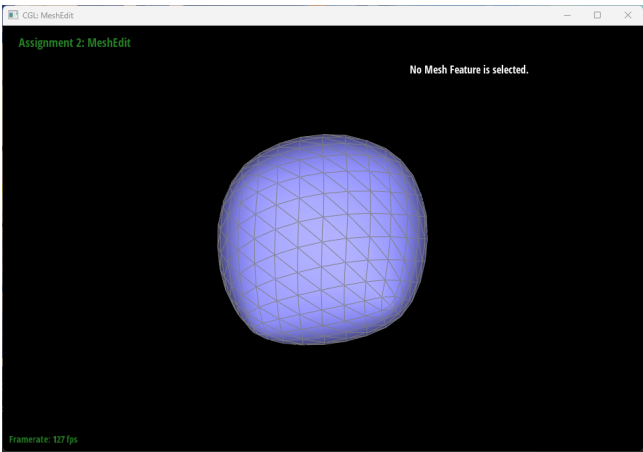 CGL: MeshEdit
Assignment 2: MeshEdit
No Mesh Feature is selected.
Framerate: 127 fps